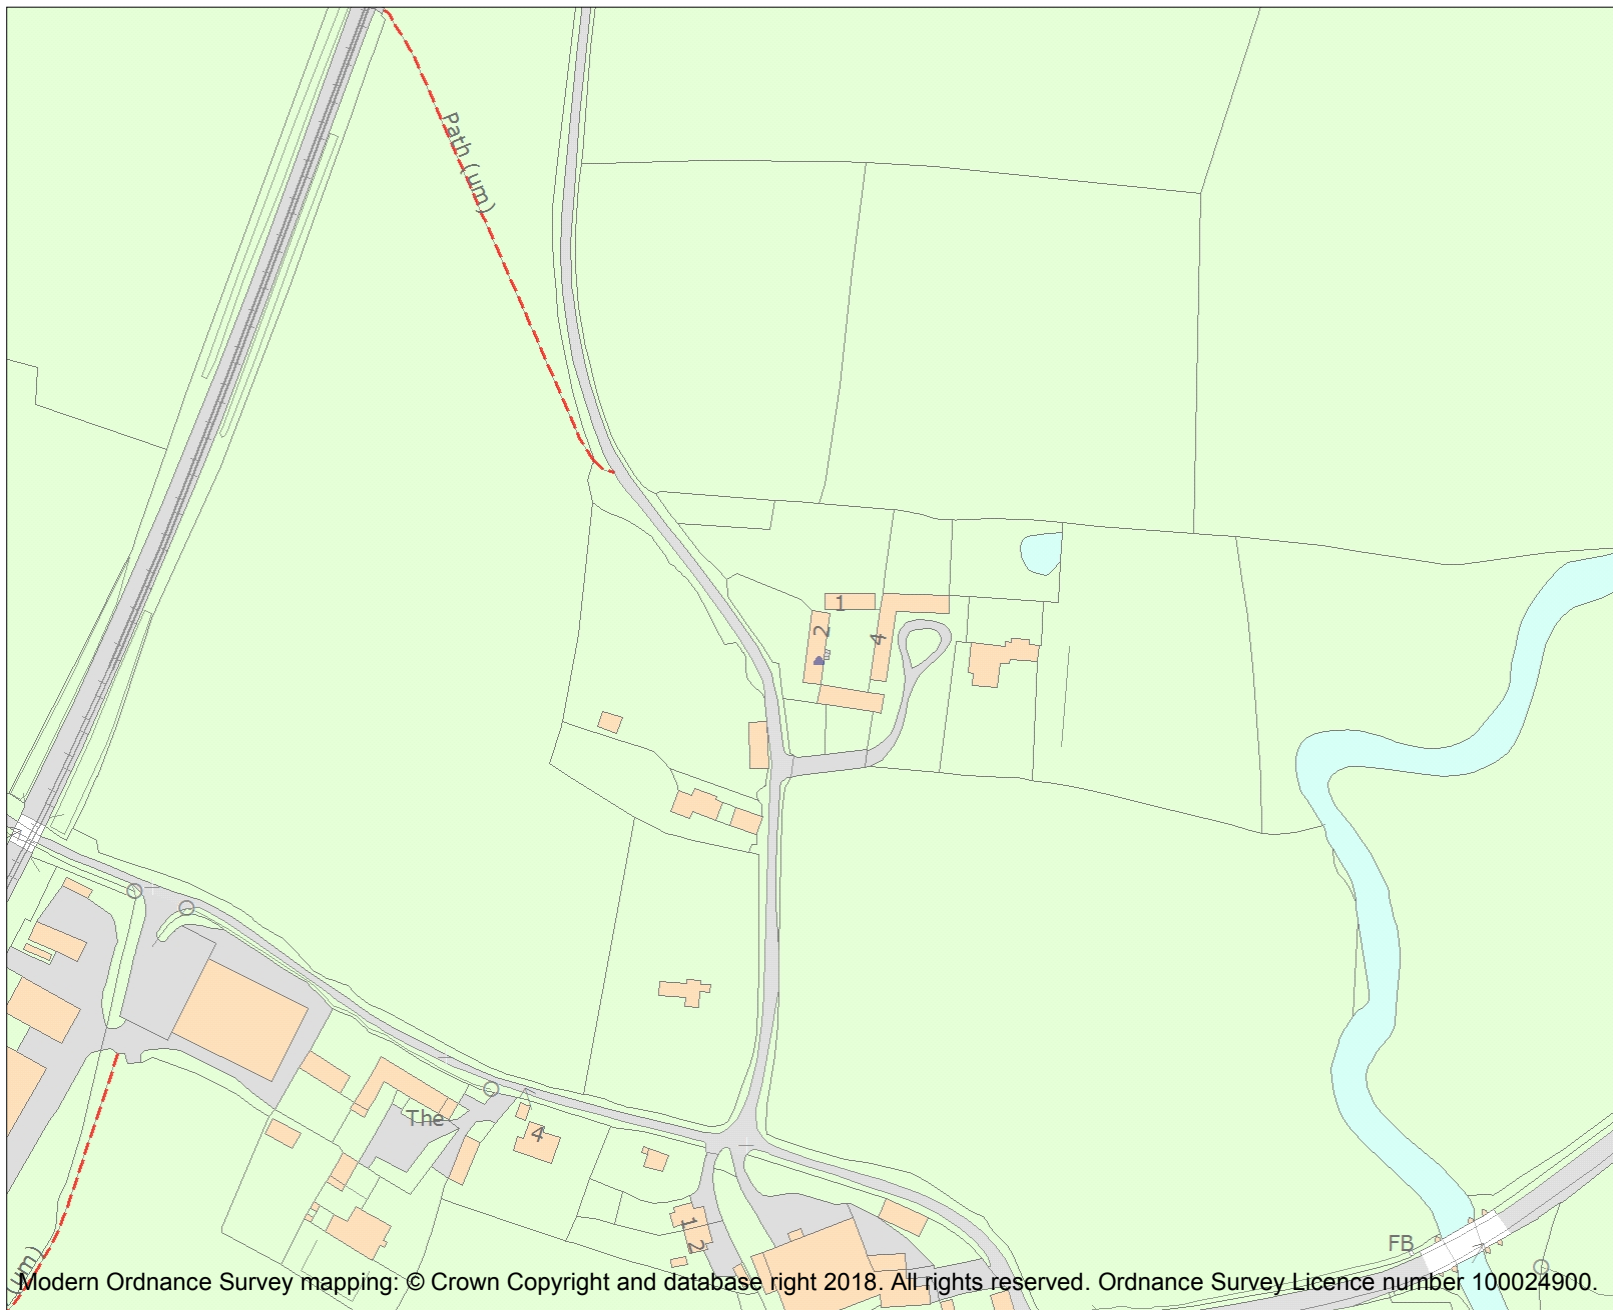 Path (um)
1
2
4
The
4
1
2
FB
um)
Modern Ordnance Survey mapping: © Crown Copyright and database right 2018. All rights reserved. Ordnance Survey Licence number 100024900.